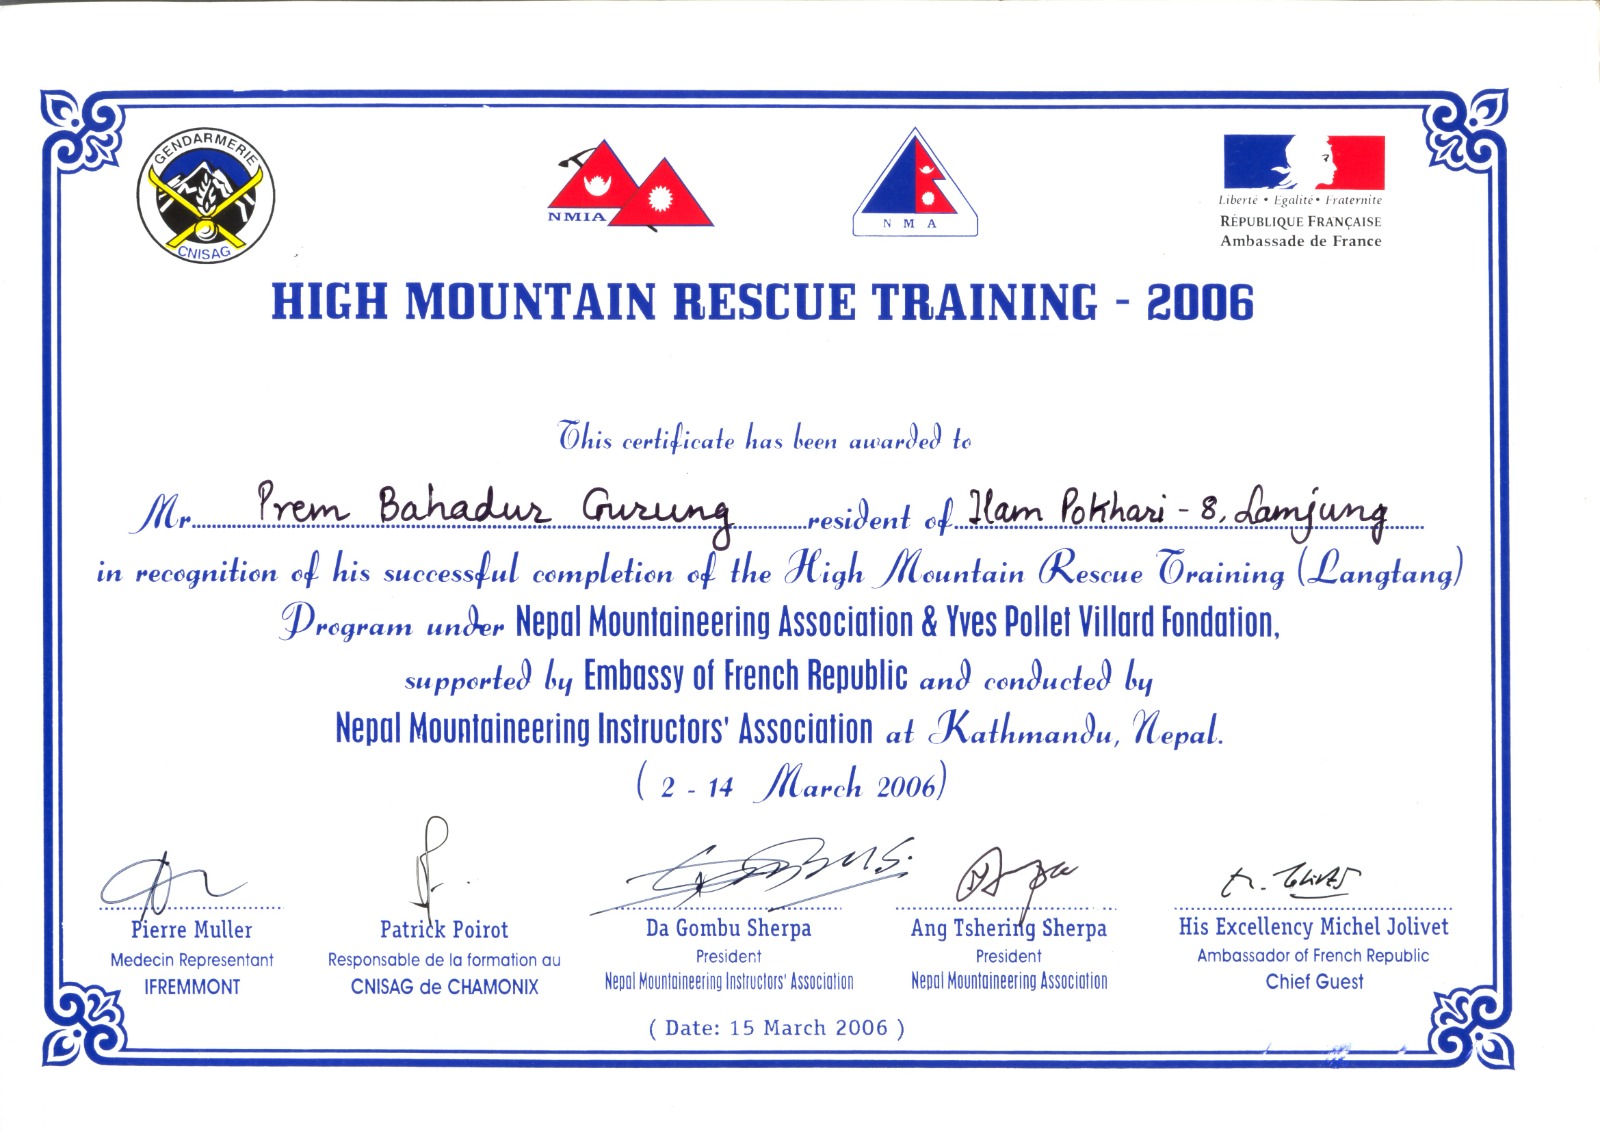 GENDARMERIE
CNISAG
NMIA
N M A
Liberté • Egalité • Fraternité
RÉPUBLIQUE FRANÇAISE
Ambassade de France
HIGH MOUNTAIN RESCUE TRAINING - 2006
This certificate has been awarded to
Mr. Prem Bahadur Gurung resident of Ilam Pokhari - 8, Lamjung
in recognition of his successful completion of the High Mountain Rescue Training (Langtang)
Program under Nepal Mountaineering Association & Yves Pollet Villard Fondation,
supported by Embassy of French Republic and conducted by
Nepal Mountaineering Instructors' Association at Kathmandu, Nepal.
( 2 - 14 March 2006)
Pierre Muller
Medecin Representant
IFREMMONT
Patrick Poirot
Responsable de la formation au
CNISAG de CHAMONIX
Da Gombu Sherpa
President
Nepal Mountaineering Instructors' Association
Ang Tshering Sherpa
President
Nepal Mountaineering Association
His Excellency Michel Jolivet
Ambassador of French Republic
Chief Guest
( Date: 15 March 2006 )